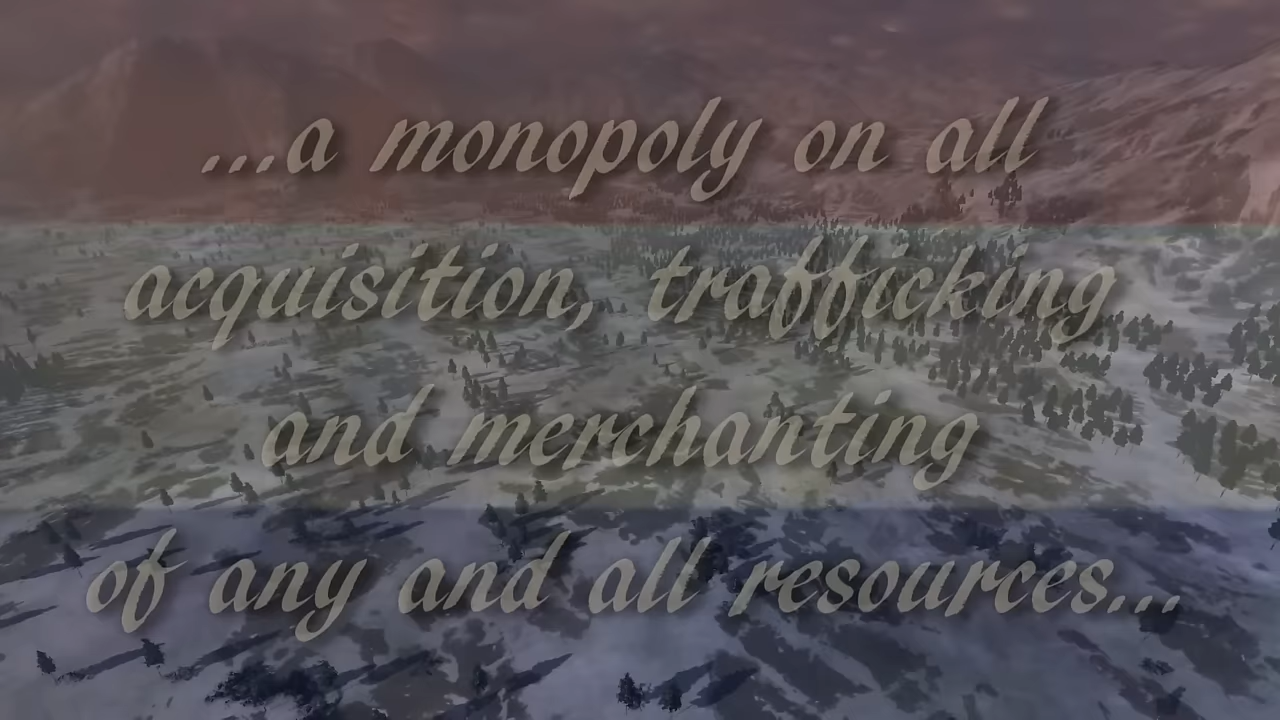 ...a monopoly on all
acquisition, trafficking
and merchanting
of any and all resources...